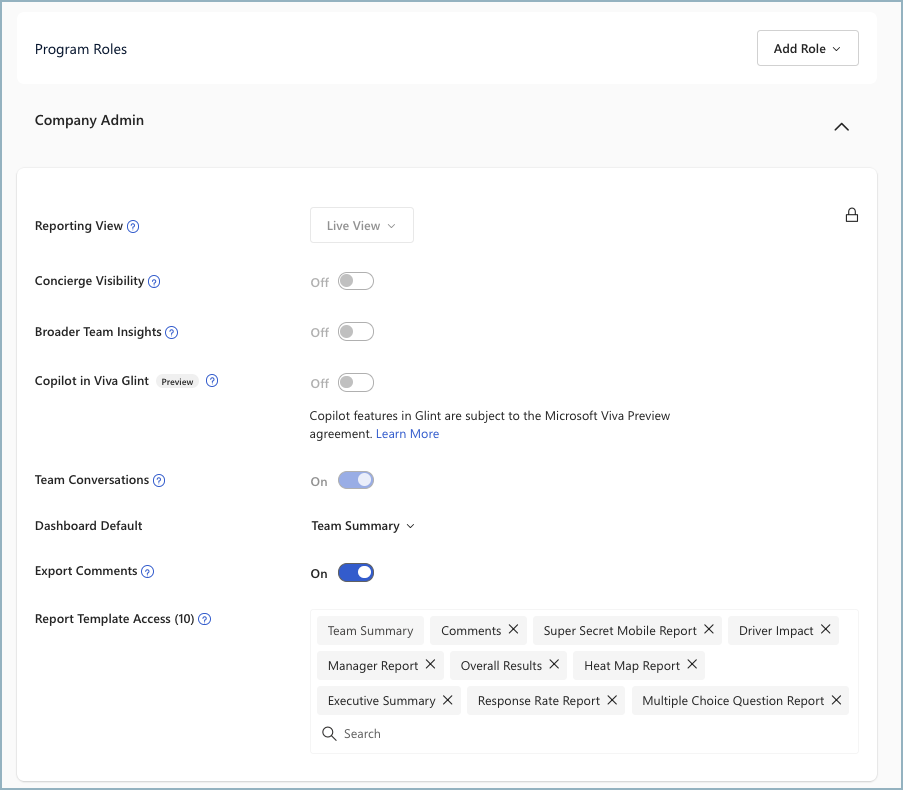 Program Roles
Add Role
Company Admin
Reporting View
Live View
Concierge Visibility
Off
Broader Team Insights
Off
Copilot in Viva Glint Preview
Off
Copilot features in Glint are subject to the Microsoft Viva Preview
agreement. Learn More
Team Conversations
On
Dashboard Default
Team Summary
Export Comments
On
Report Template Access (10)
Team Summary Comments Super Secret Mobile Report Driver Impact
Manager Report Overall Results Heat Map Report
Executive Summary Response Rate Report Multiple Choice Question Report
Search